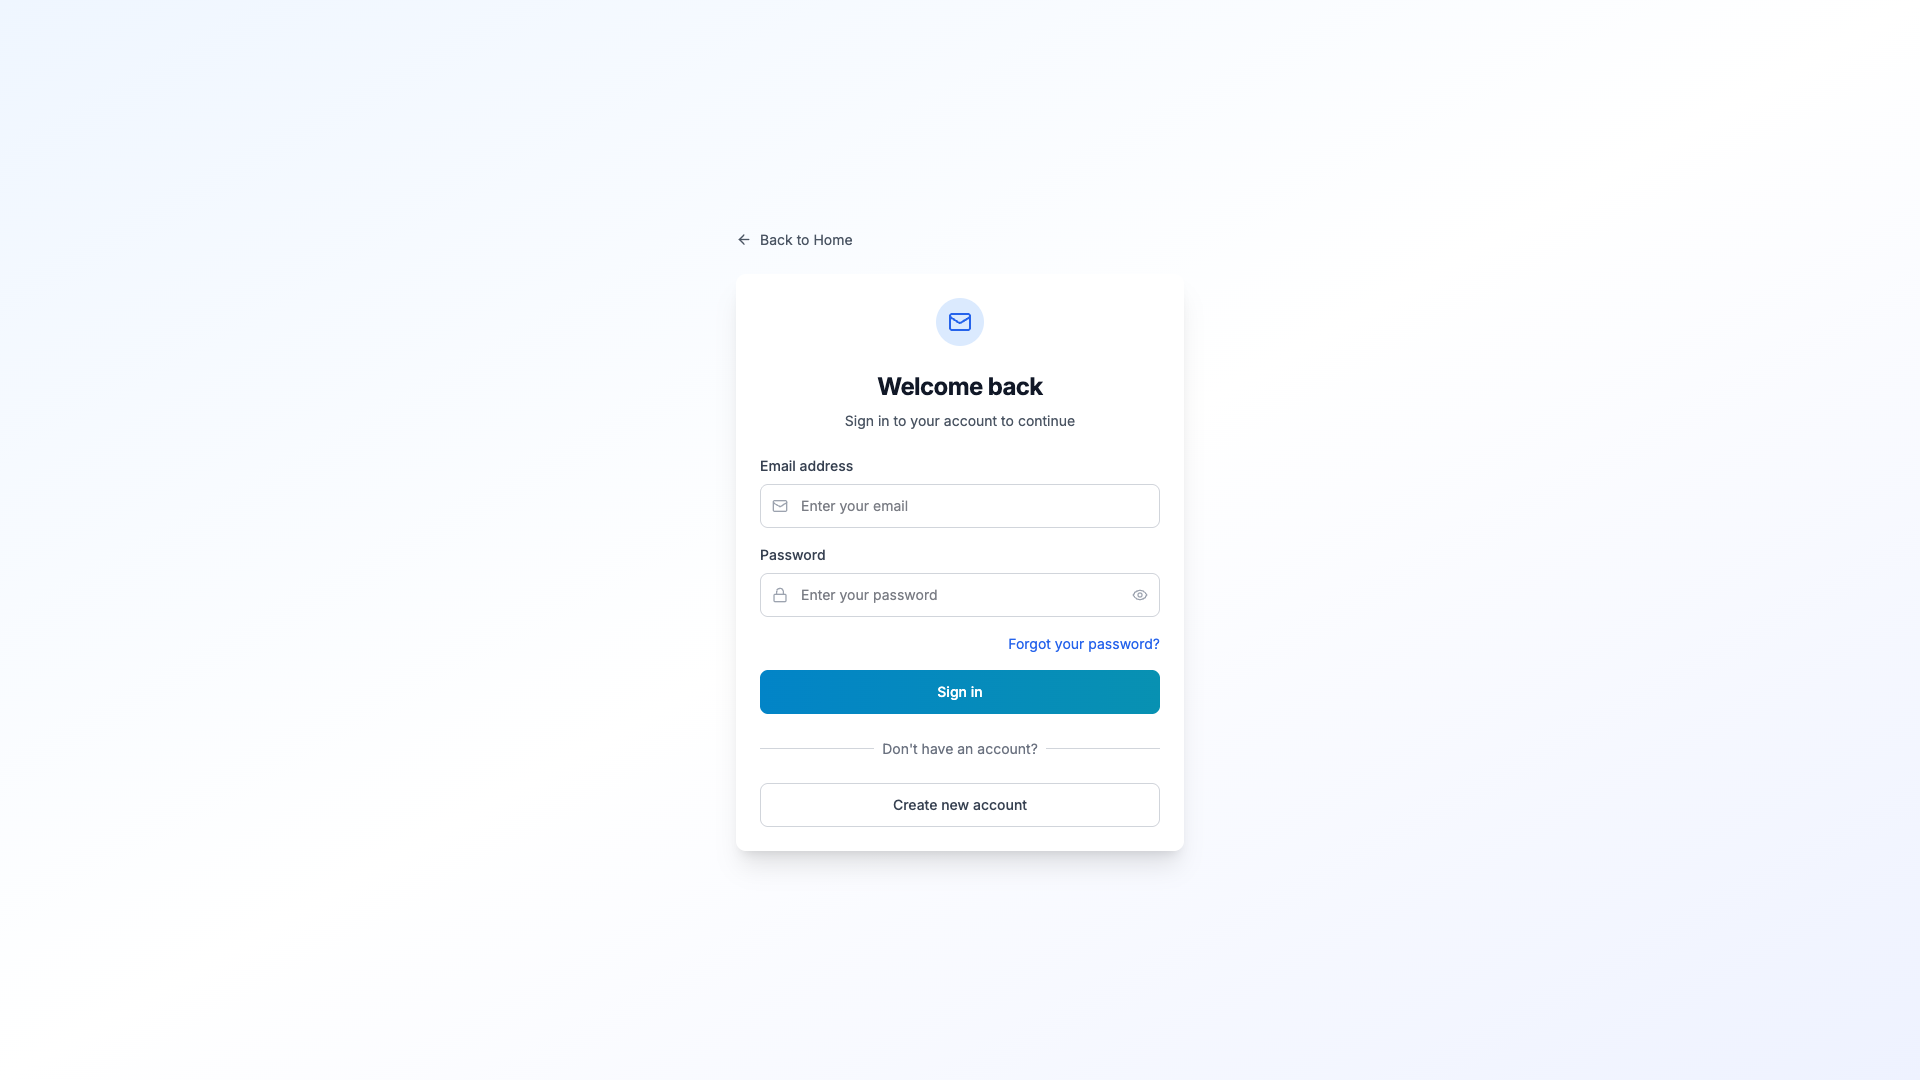 Back to Home
Welcome back
Sign in to your account to continue
Email address
Enter your email
Password
Enter your password
Forgot your password?
Sign in
Don't have an account?
Create new account